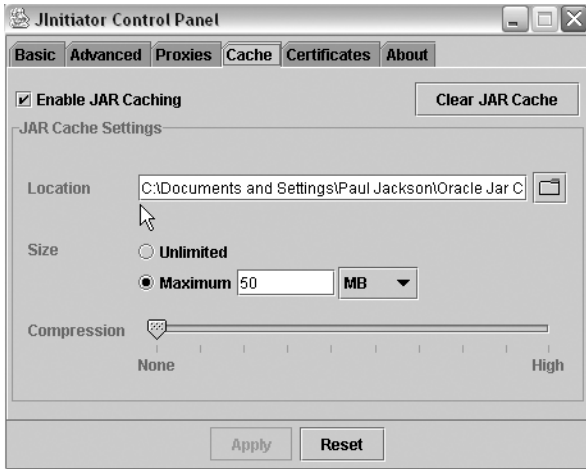 JInitiator Control Panel
Basic Advanced Proxies Cache Certificates About
Enable JAR Caching Clear JAR Cache
JAR Cache Settings
Location C:\Documents and Settings\Paul Jackson\Oracle Jar C
Size Unlimited
Maximum 50 MB
Compression
None High
Apply Reset